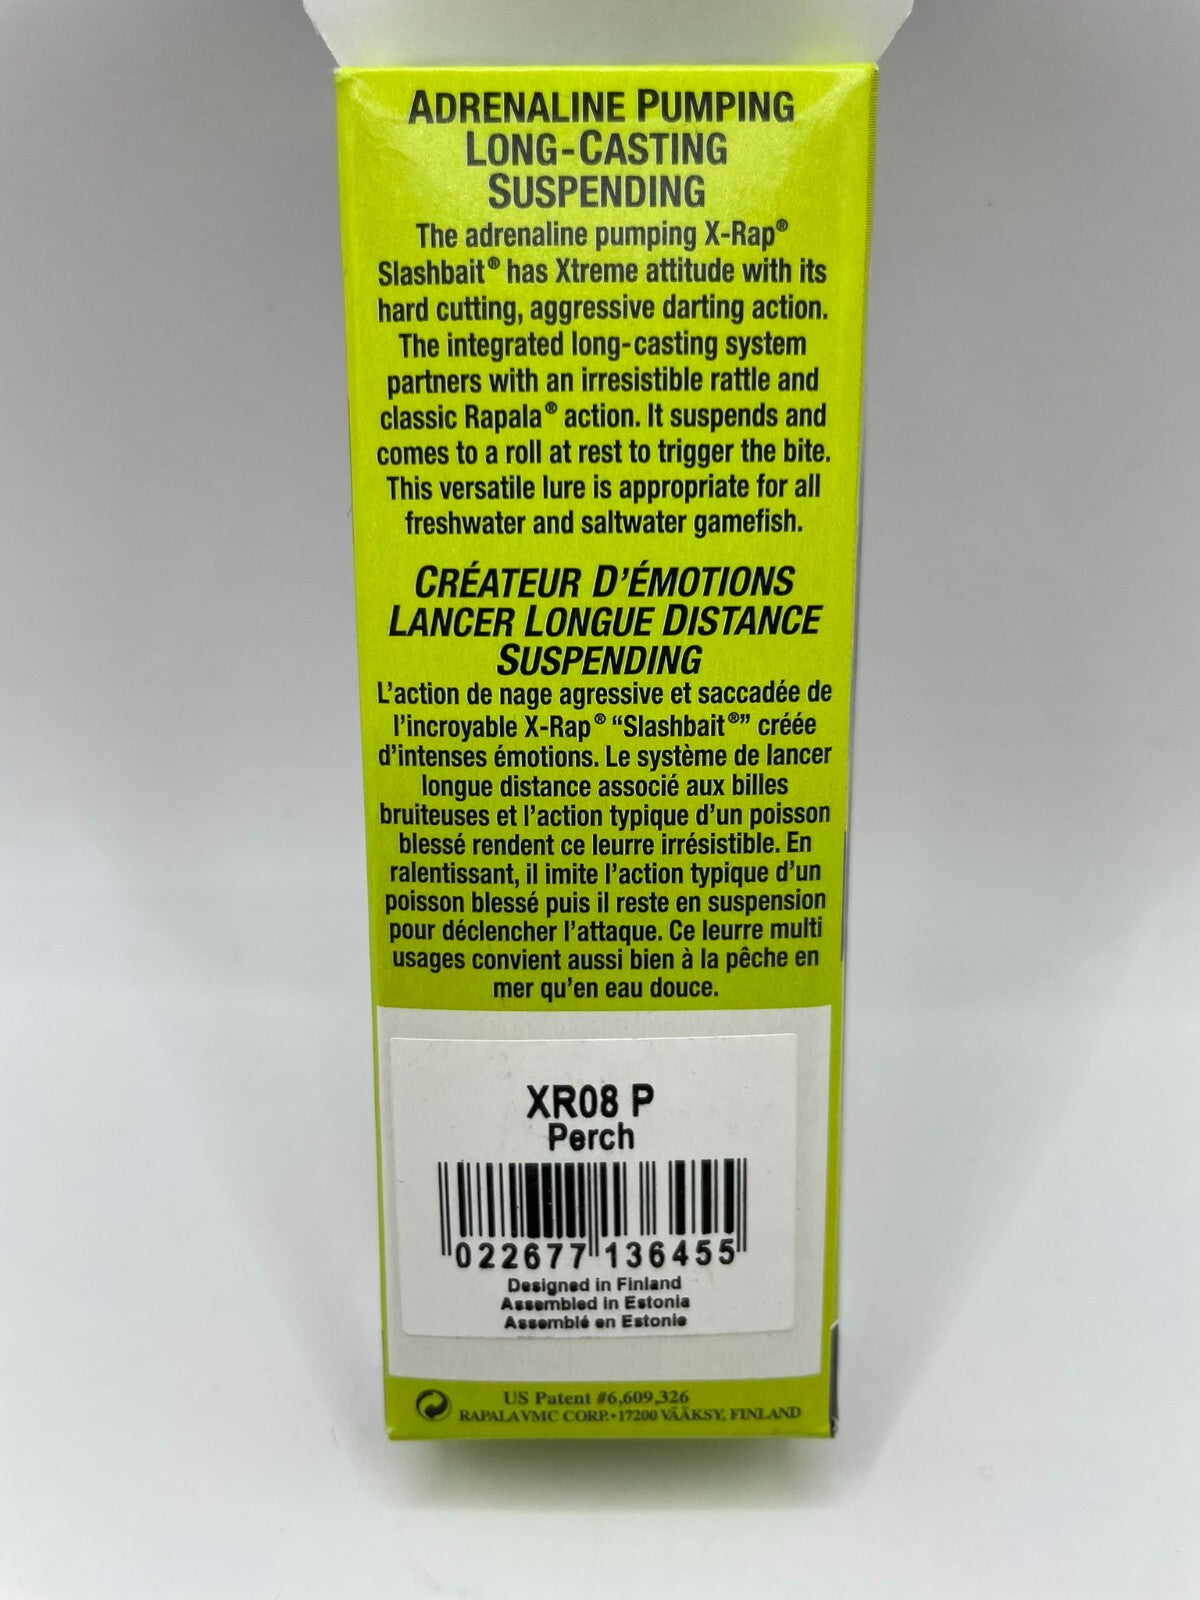 ADRENALINE PUMPING
LONG-CASTING
SUSPENDING
The adrenaline pumping X-Rap®
Slashbait® has Xtreme attitude with its
hard cutting, aggressive darting action.
The integrated long-casting system
partners with an irresistible rattle and
classic Rapala® action. It suspends and
comes to a roll at rest to trigger the bite.
This versatile lure is appropriate for all
freshwater and saltwater gamefish.
CRÉATEUR D'ÉMOTIONS
LANCER LONGUE DISTANCE
SUSPENDING
L'action de nage agressive et saccadée de
l'incroyable X-Rap® "Slashbait®" créée
d'intenses émotions. Le système de lancer
longue distance associé aux billes
bruiteuses et l'action typique d'un poisson
blessé rendent ce leurre irrésistible. En
ralentissant, il imite l'action typique d'un
poisson blessé puis il reste en suspension
pour déclencher l'attaque. Ce leurre multi
usages convient aussi bien à la pêche en
mer qu'en eau douce.
XR08 P
Perch
022677 136455
Designed in Finland
Assembled in Estonia
Assemblé en Estonie
US Patent #6,609,326
RAPALA VMC CORP. • 17200 VÄÄKSY, FINLAND